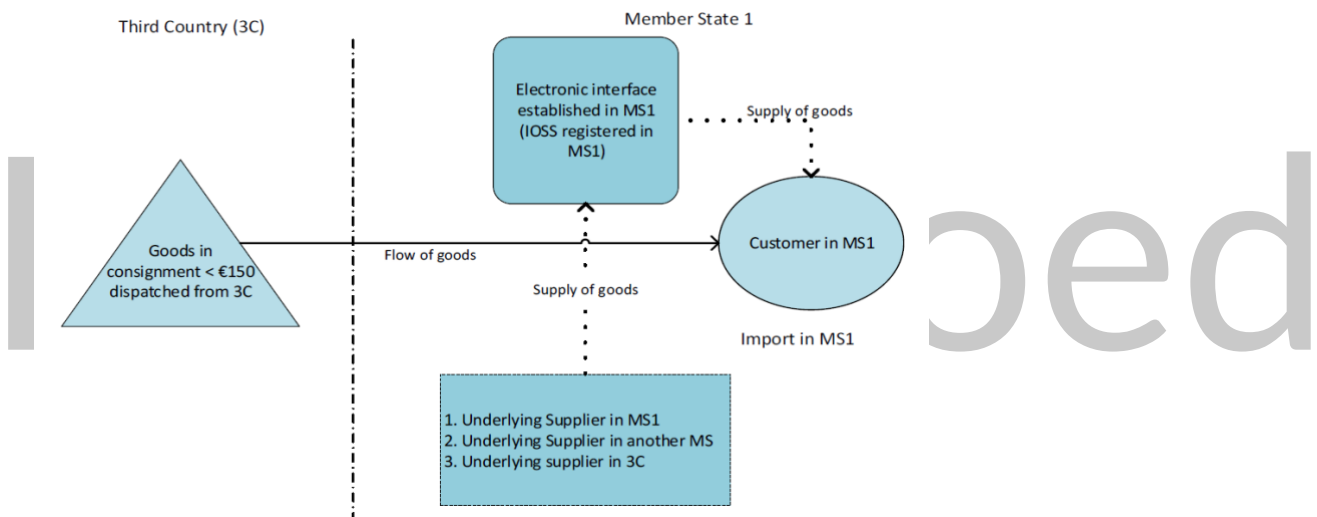 Third Country (3C)
Member State 1
Electronic interface
established in MS1
(IOSS registered in
MS1)
Supply of goods
Goods in
consignment < €150
dispatched from 3C
Flow of goods
Customer in MS1
Supply of goods
Import in MS1
1. Underlying Supplier in MS1
2. Underlying Supplier in another MS
3. Underlying supplier in 3C